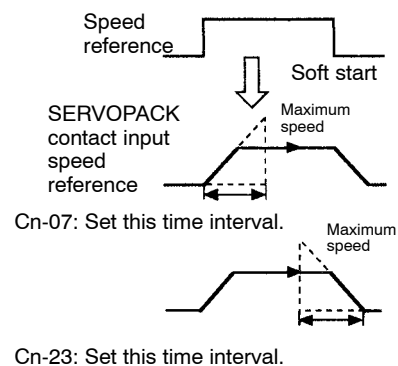 Speed
reference
Soft start
SERVOPACK
contact input
speed
reference
Maximum
speed
Cn-07: Set this time interval.
Maximum
speed
Cn-23: Set this time interval.